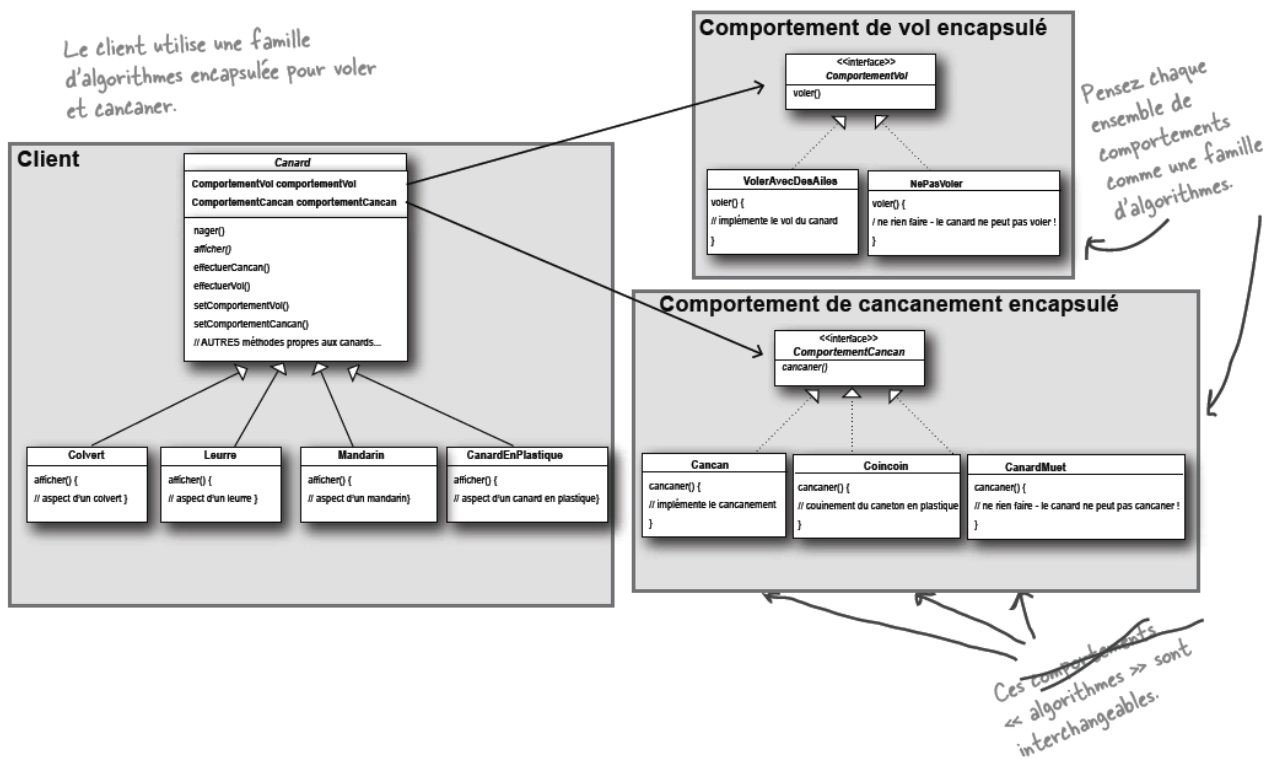 Le client utilise une famille
d'algorithmes encapsulée pour voler
et cancaner.
Client
Canard
ComportementVol comportementVol
ComportementCancan comportementCancan
nager()
afficher()
effectuerCancan()
effectuerVol()
setComportementVol()
setComportementCancan()
// AUTRES méthodes propres aux canards...
Colvert
afficher() {
// aspect d'un colvert }
Leurre
afficher() {
// aspect d'un leurre }
Mandarin
afficher() {
// aspect d'un mandarin}
CanardEnPlastique
afficher() {
// aspect d'un canard en plastique}
Comportement de vol encapsulé
<<interface>>
ComportementVol
voler()
VolerAvecDesAiles
voler() {
// implémente le vol du canard
}
NePasVoler
voler() {
/ ne rien faire - le canard ne peut pas voler !
}
Pensez chaque
ensemble de
comportements
comme une famille
d'algorithmes.
Comportement de cancanement encapsulé
<<interface>>
ComportementCancan
cancaner()
Cancan
cancaner() {
// implémente le cancanement
}
Coincoin
cancaner() {
// couinement du caneton en plastique
}
CanardMuet
cancaner() {
// ne rien faire - le canard ne peut pas cancaner !
}
Ces comportements
<< algorithmes >> sont
interchangeables.